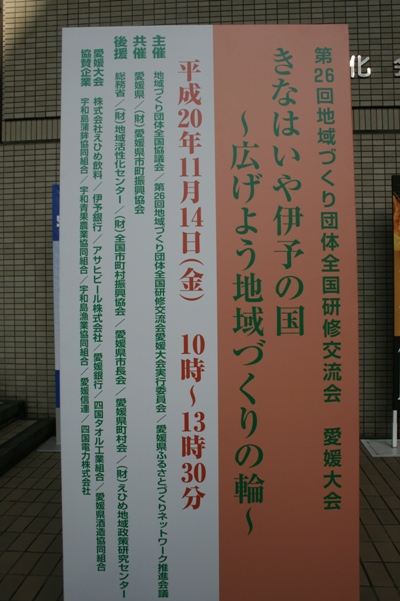 第26回地域づくり団体全国研修交流会　愛媛大会
きなはいや伊予の国
～広げよう地域づくりの輪～
平成20年11月14日(金)　10時～13時30分
主催　地域づくり団体全国協議会／第26回地域づくり団体全国研修交流会愛媛大会実行委員会／愛媛県ふるさとづくりネットワーク推進会議
共催　愛媛県／(財)愛媛県市町振興協会
後援　総務省／(財)地域活性化センター／(財)全国市町村振興協会／愛媛県市長会／愛媛県町村会／(財)えひめ地域政策研究センター
愛媛大会　株式会社えひめ飲料／伊予銀行／アサヒビール株式会社／愛媛銀行／四国タオル工業組合／愛媛県酒造協同組合
協賛企業　宇和島蒲鉾協同組合／宇和青果農業協同組合／宇和島漁業協同組合／愛媛信連／四国電力株式会社
化